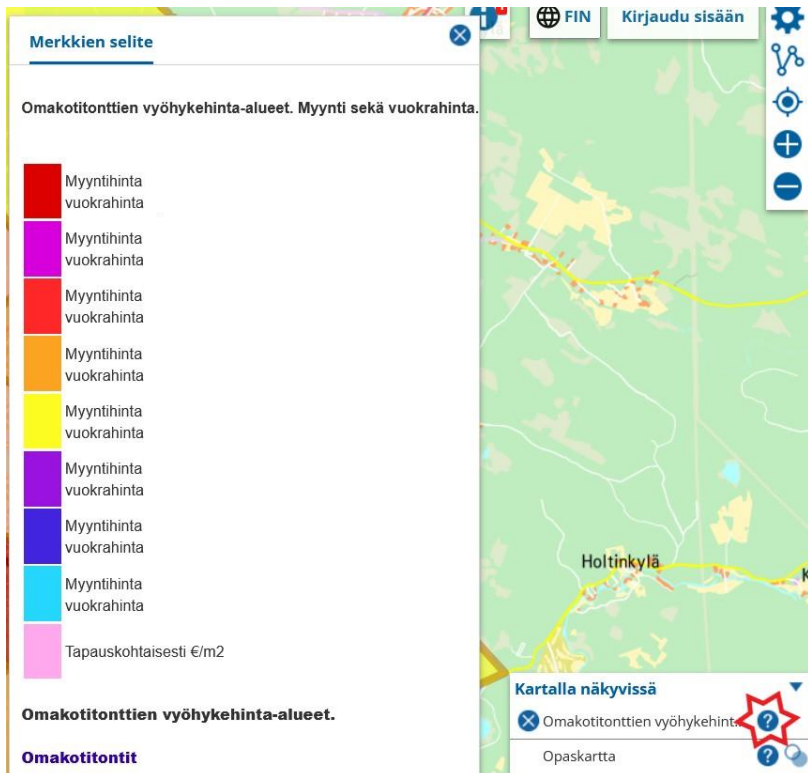 FIN
Kirjaudu sisään
Merkkien selite
Omakotitonttien vyöhykehinta-alueet. Myynti sekä vuokrahinta.
Myyntihinta
vuokrahinta
Myyntihinta
vuokrahinta
Myyntihinta
vuokrahinta
Myyntihinta
vuokrahinta
Myyntihinta
vuokrahinta
Myyntihinta
vuokrahinta
Myyntihinta
vuokrahinta
Myyntihinta
vuokrahinta
Tapauskohtaisesti €/m2
Omakotitonttien vyöhykehinta-alueet.
Omakotitontit
Holtinkylä
K
Kartalla näkyvissä
Omakotitonttien vyöhykehint...
Opaskartta